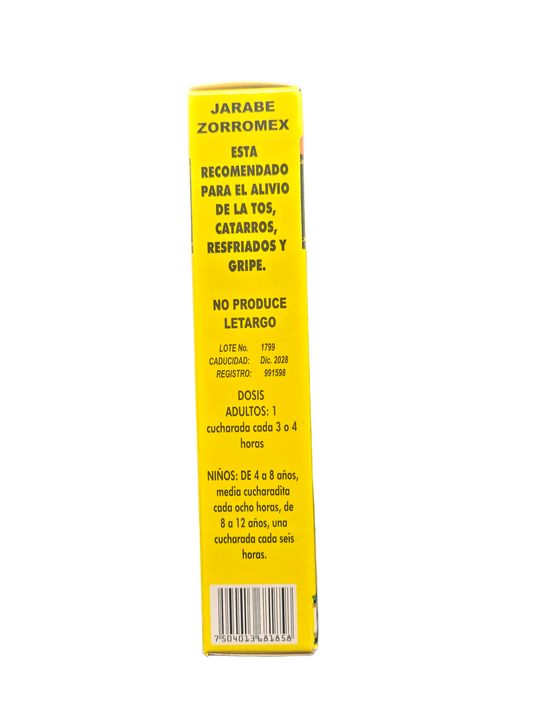 JARABE
ZORROMEX
ESTA
RECOMENDADO
PARA EL ALIVIO
DE LA TOS,
CATARROS,
RESFRIADOS Y
GRIPE.
NO PRODUCE
LETARGO
LOTE No. 1799
CADUCIDAD: Dic. 2028
REGISTRO: 991598
DOSIS
ADULTOS: 1
cucharada cada 3 o 4
horas
NIÑOS: DE 4 a 8 años,
media cucharadita
cada ocho horas, de
8 a 12 años, una
cucharada cada seis
horas.
7504013681858